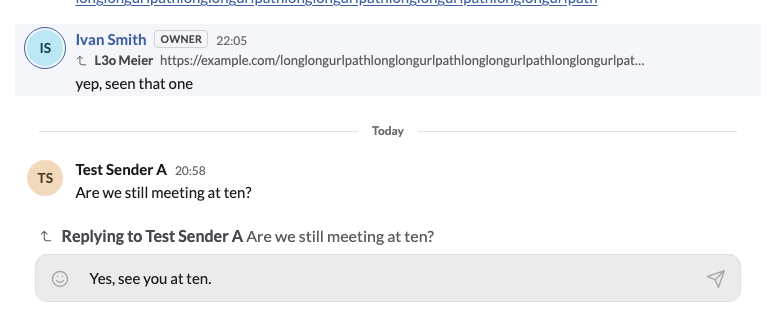 longlongurlpathlonglongurlpathlonglongurlpathlonglongurlpath
IS
Ivan Smith OWNER 22:05
L3o Meier https://example.com/longlongurlpathlonglongurlpathlonglongurlpathlonglongurlpat...
yep, seen that one
Today
TS
Test Sender A 20:58
Are we still meeting at ten?
Replying to Test Sender A Are we still meeting at ten?
Yes, see you at ten.